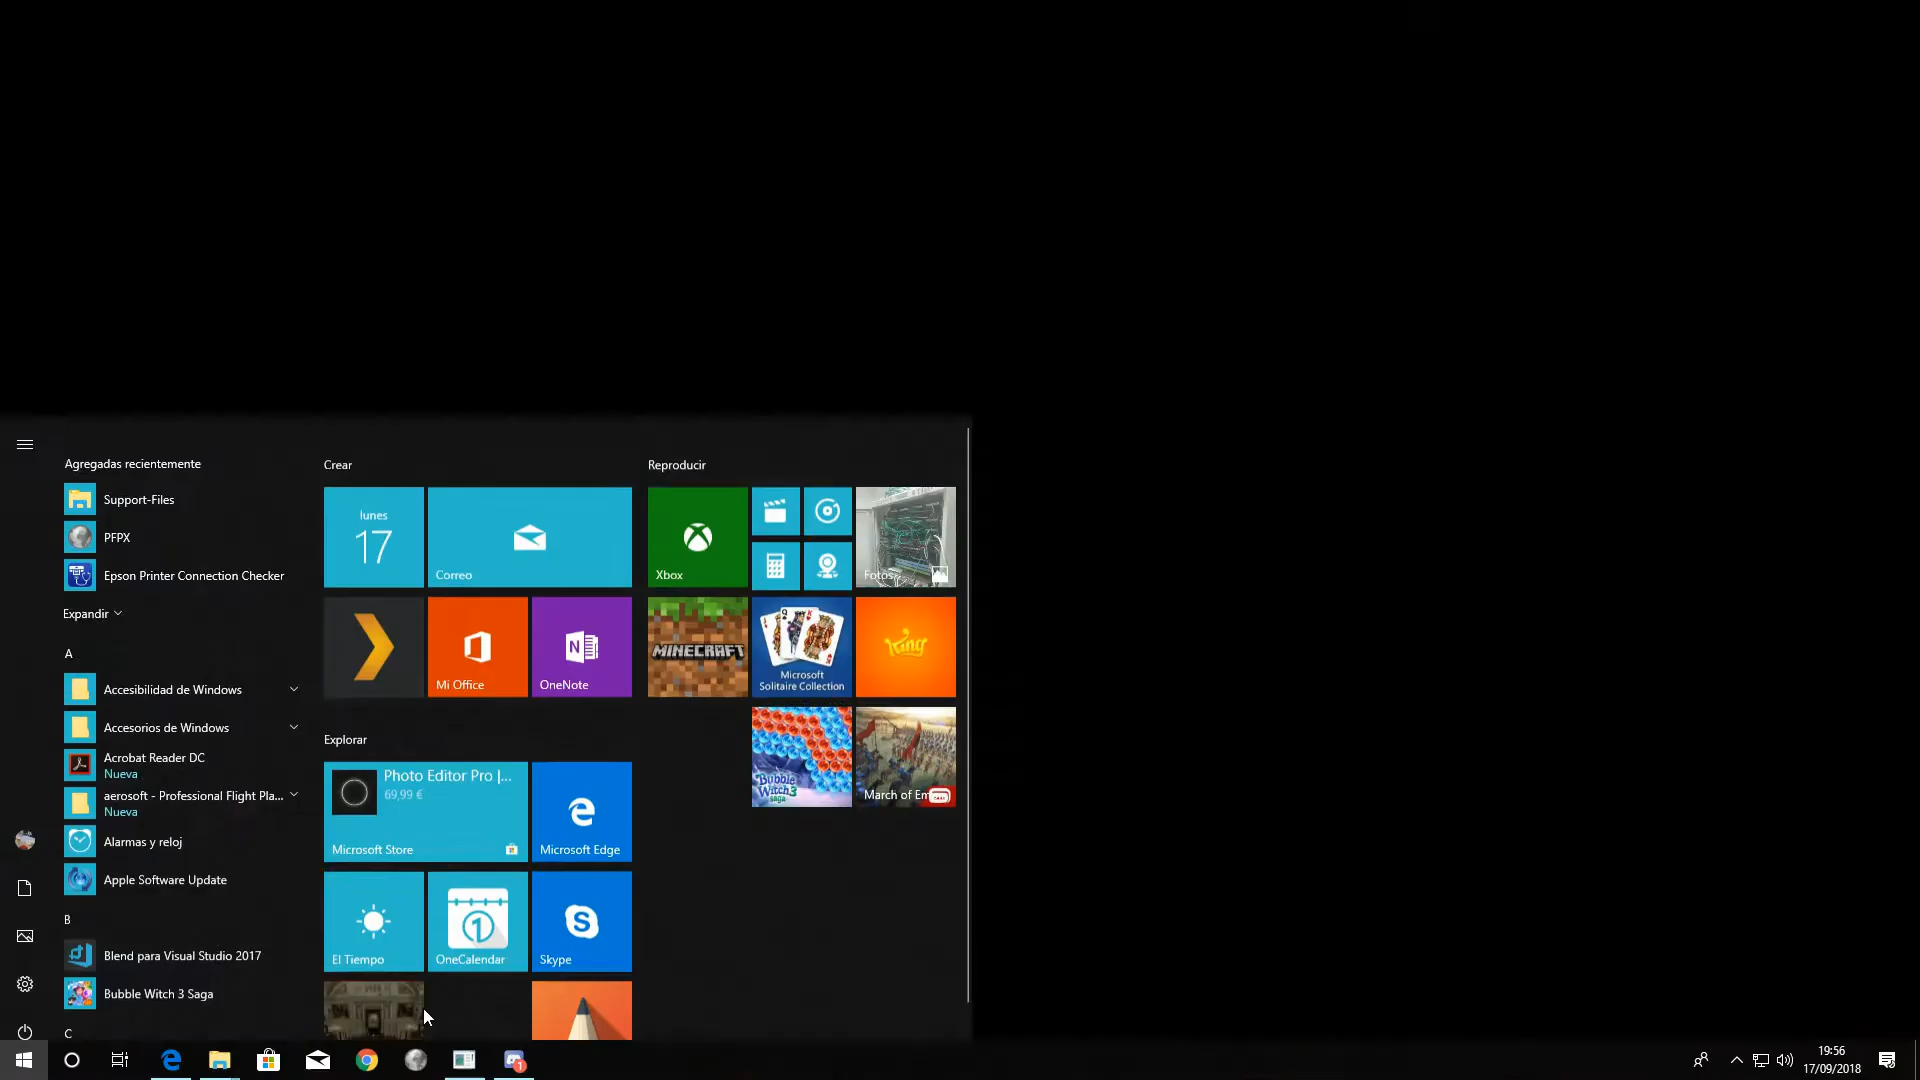 Agregadas recientemente
Support-Files
PFPX
Epson Printer Connection Checker
Expandir
A
Accesibilidad de Windows
Accesorios de Windows
Acrobat Reader DC
Nueva
aerosoft - Professional Flight Pla...
Nueva
Alarmas y reloj
Apple Software Update
B
Blend para Visual Studio 2017
Bubble Witch 3 Saga
C
Crear
lunes
17
Correo
Mi Office
N
OneNote
Explorar
Photo Editor Pro |...
69,99 €
Microsoft Store
Microsoft Edge
El Tiempo
1
OneCalendar
S
Skype
Reproducir
Xbox
Fotos
MINECRAFT
Microsoft
Solitaire Collection
King
Bubble
Witch 3
saga
March of Em
1
19:56
17/09/2018